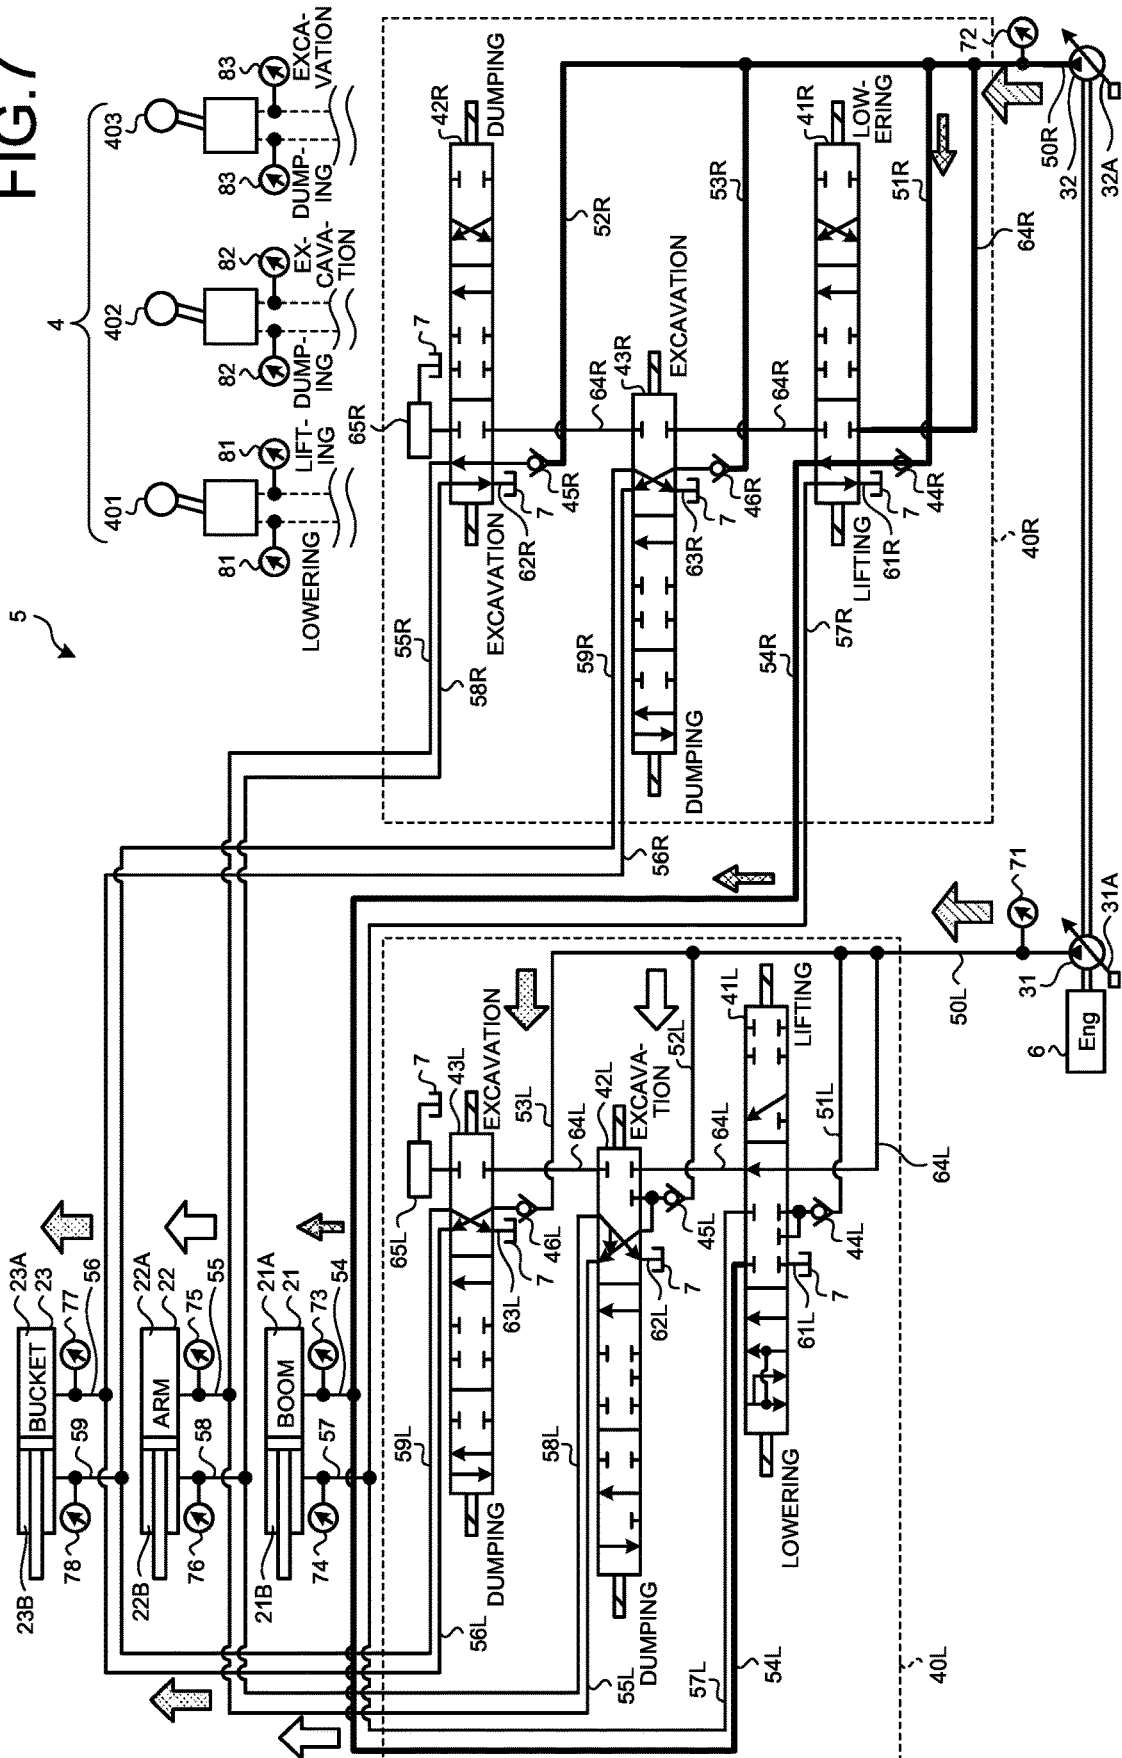 FIG.7
5
4
401
402
403
81
81
82
82
83
83
LOWERING
LIFT-
ING
DUMP-
ING
EX-
CAVA-
TION
DUMP-
ING
EXCA-
VATION
23A
23
77
BUCKET
56
59
78
23B
22A
22
75
ARM
55
58
76
22B
21A
21
73
BOOM
54
57
74
21B
65R
7
42R
DUMPING
EXCAVATION
62R
7
45R
52R
64R
55R
58R
43R
EXCAVATION
DUMPING
63R
7
46R
53R
59R
56R
64R
41R
LOW-
ERING
LIFTING
61R
7
44R
51R
54R
57R
64R
40R
72
50R
32
32A
65L
7
43L
EXCAVATION
DUMPING
63L
7
46L
53L
59L
56L
64L
42L
EXCAVA-
TION
DUMPING
62L
7
45L
52L
58L
55L
64L
41L
LIFTING
LOWERING
61L
7
44L
51L
57L
54L
64L
40L
71
50L
31
31A
6
Eng